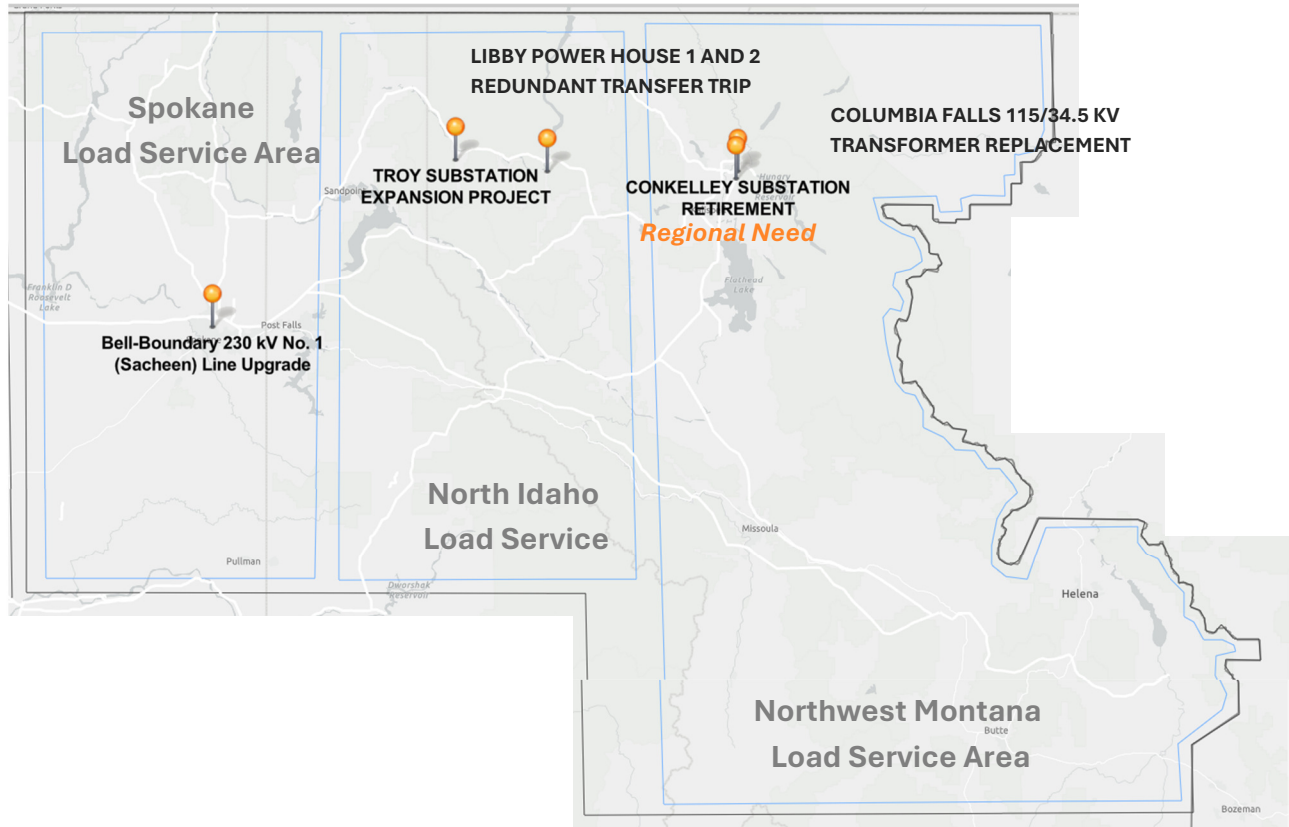 LIBBY POWER HOUSE 1 AND 2
REDUNDANT TRANSFER TRIP
Spokane
Load Service Area
COLUMBIA FALLS 115/34.5 KV
TRANSFORMER REPLACEMENT
TROY SUBSTATION
EXPANSION PROJECT
CONKELLEY SUBSTATION
RETIREMENT
Regional Need
Hungry
Reservoir
Sandpoint
Flathead
Lake
Franklin D
Roosevelt
Lake
Post Falls
Bell-Boundary 230 kV No. 1
(Sacheen) Line Upgrade
North Idaho
Load Service
Missoula
Pullman
Dworshak
Reservoir
Helena
Northwest Montana
Load Service Area
Butte
Bozeman